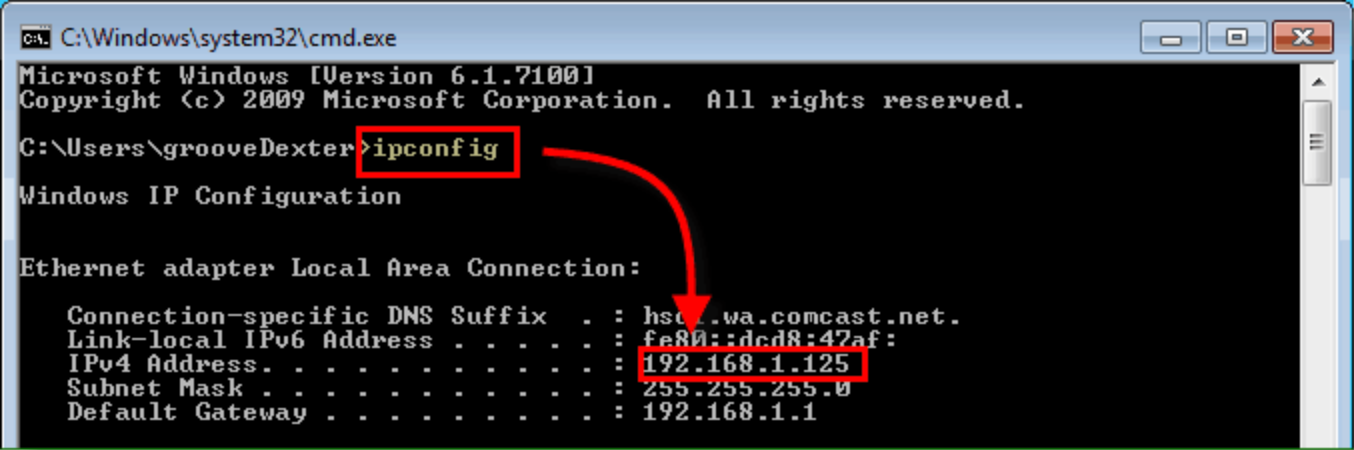 C:\Windows\system32\cmd.exe
Microsoft Windows [Version 6.1.7100]
Copyright (c) 2009 Microsoft Corporation.  All rights reserved.
C:\Users\grooveDexter>ipconfig
Windows IP Configuration
Ethernet adapter Local Area Connection:
Connection-specific DNS Suffix  . : .wa.comcast.net.
Link-local IPv6 Address . . . . . : fe80::dcd8:47af:
IPv4 Address. . . . . . . . . . . : 192.168.1.125
Subnet Mask . . . . . . . . . . . : 255.255.255.0
Default Gateway . . . . . . . . . : 192.168.1.1